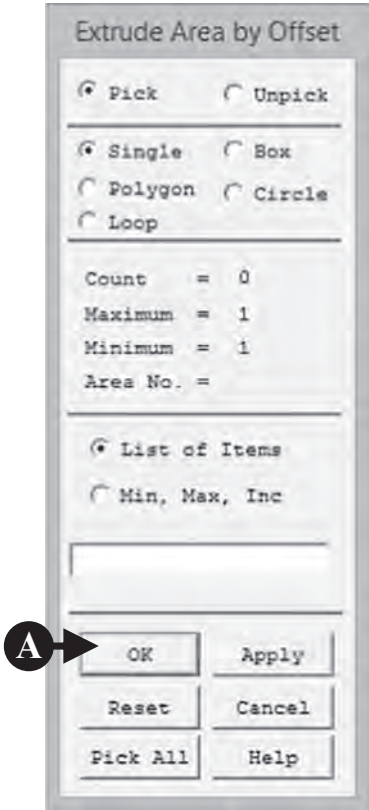 Extrude Area by Offset
Pick Unpick
Single Box
Polygon Circle
Loop
Count = 0
Maximum = 1
Minimum = 1
Area No. =
List of Items
Min, Max, Inc
A OK Apply
Reset Cancel
Pick All Help